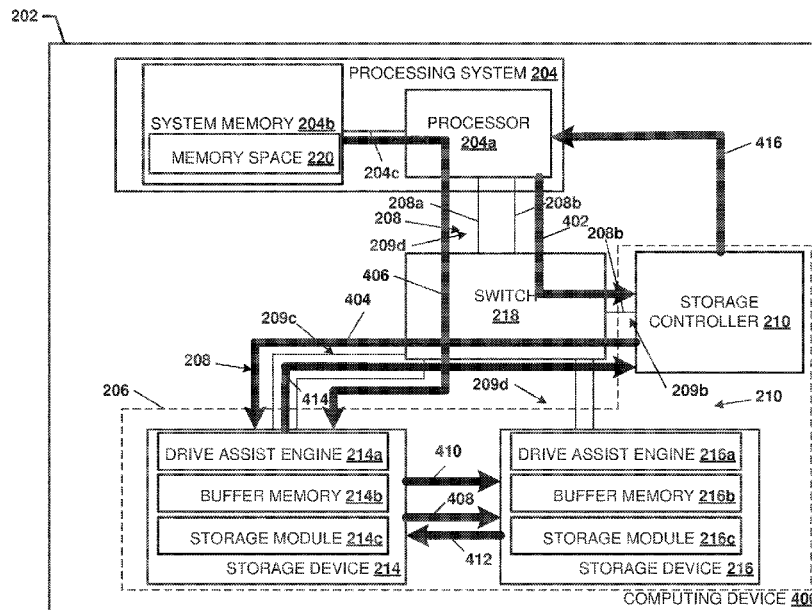 202
PROCESSING SYSTEM 204
SYSTEM MEMORY 204b
MEMORY SPACE 220
PROCESSOR
204a
204c
416
208a
208b
208
402
209d
208b
406
SWITCH
218
STORAGE
CONTROLLER 210
404
209c
208
209b
414
206
209d
210
DRIVE ASSIST ENGINE 214a
BUFFER MEMORY 214b
STORAGE MODULE 214c
STORAGE DEVICE 214
410
408
412
DRIVE ASSIST ENGINE 216a
BUFFER MEMORY 216b
STORAGE MODULE 216c
STORAGE DEVICE 216
COMPUTING DEVICE